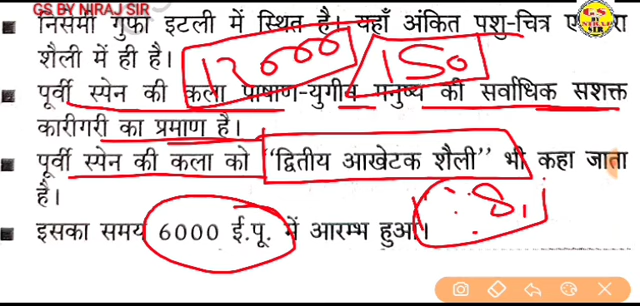 GS BY NIRAJ SIR
निसमी गुफा इटली में स्थित है। यहाँ अंकित पशु-चित्र
शैली में ही है।
12000 150
पूर्वी स्पेन की कला पाषाण-युगीन मनुष्य की सर्वाधिक सशक्त
कारीगरी का प्रमाण है।
पूर्वी स्पेन की कला को “द्वितीय आखेटक शैली” भी कहा जाता
है।
इसका समय 6000 ई.पू. में आरम्भ हुआ।